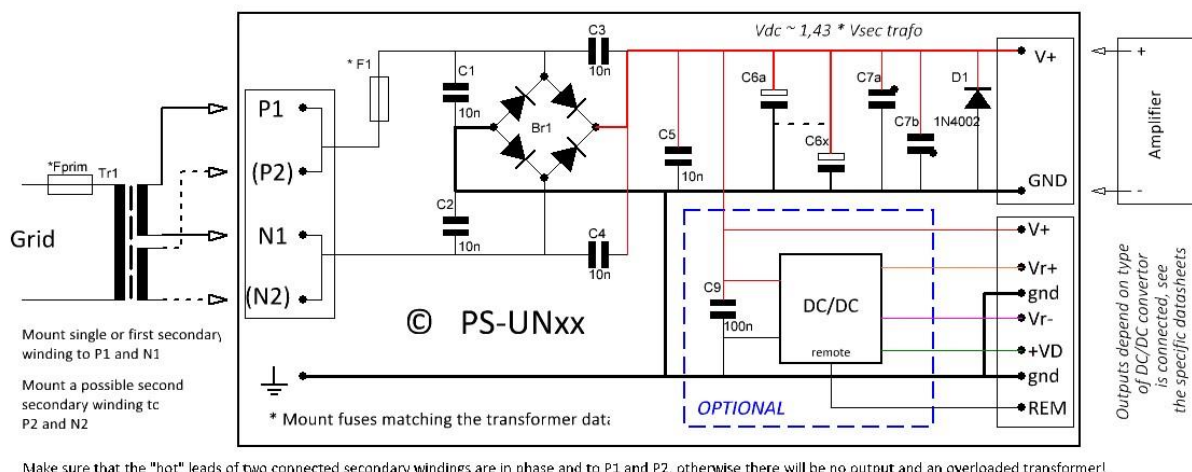 Vdc ~ 1,43 * Vsec trafo
C3
10n
* F1
C1
10n
Br1
C5
10n
C6a
C6x
C7a
C7b
D1
1N4002
V+
GND
+
-
Amplifier
P1
(P2)
N1
(N2)
*Fprim
Tr1
Grid
C2
10n
C4
10n
Mount single or first secondary
winding to P1 and N1
Mount a possible second
secondary winding to
P2 and N2
© PS-UNxx
C9
100n
DC/DC
remote
OPTIONAL
V+
Vr+
gnd
Vr-
+VD
gnd
REM
Outputs depend on type
of DC/DC convertor
is connected, see
the specific datasheets
* Mount fuses matching the transformer data
Make sure that the "hot" leads of two connected secondary windings are in phase and to P1 and P2, otherwise there will be no output and an overloaded transformer!